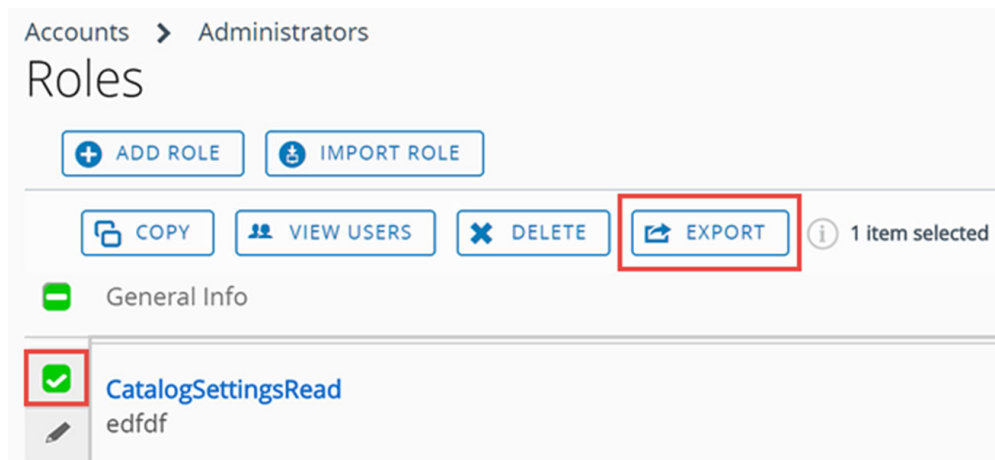 Accounts > Administrators
Roles
ADD ROLE IMPORT ROLE
COPY VIEW USERS DELETE EXPORT i 1 item selected
General Info
CatalogSettingsRead
edfdf